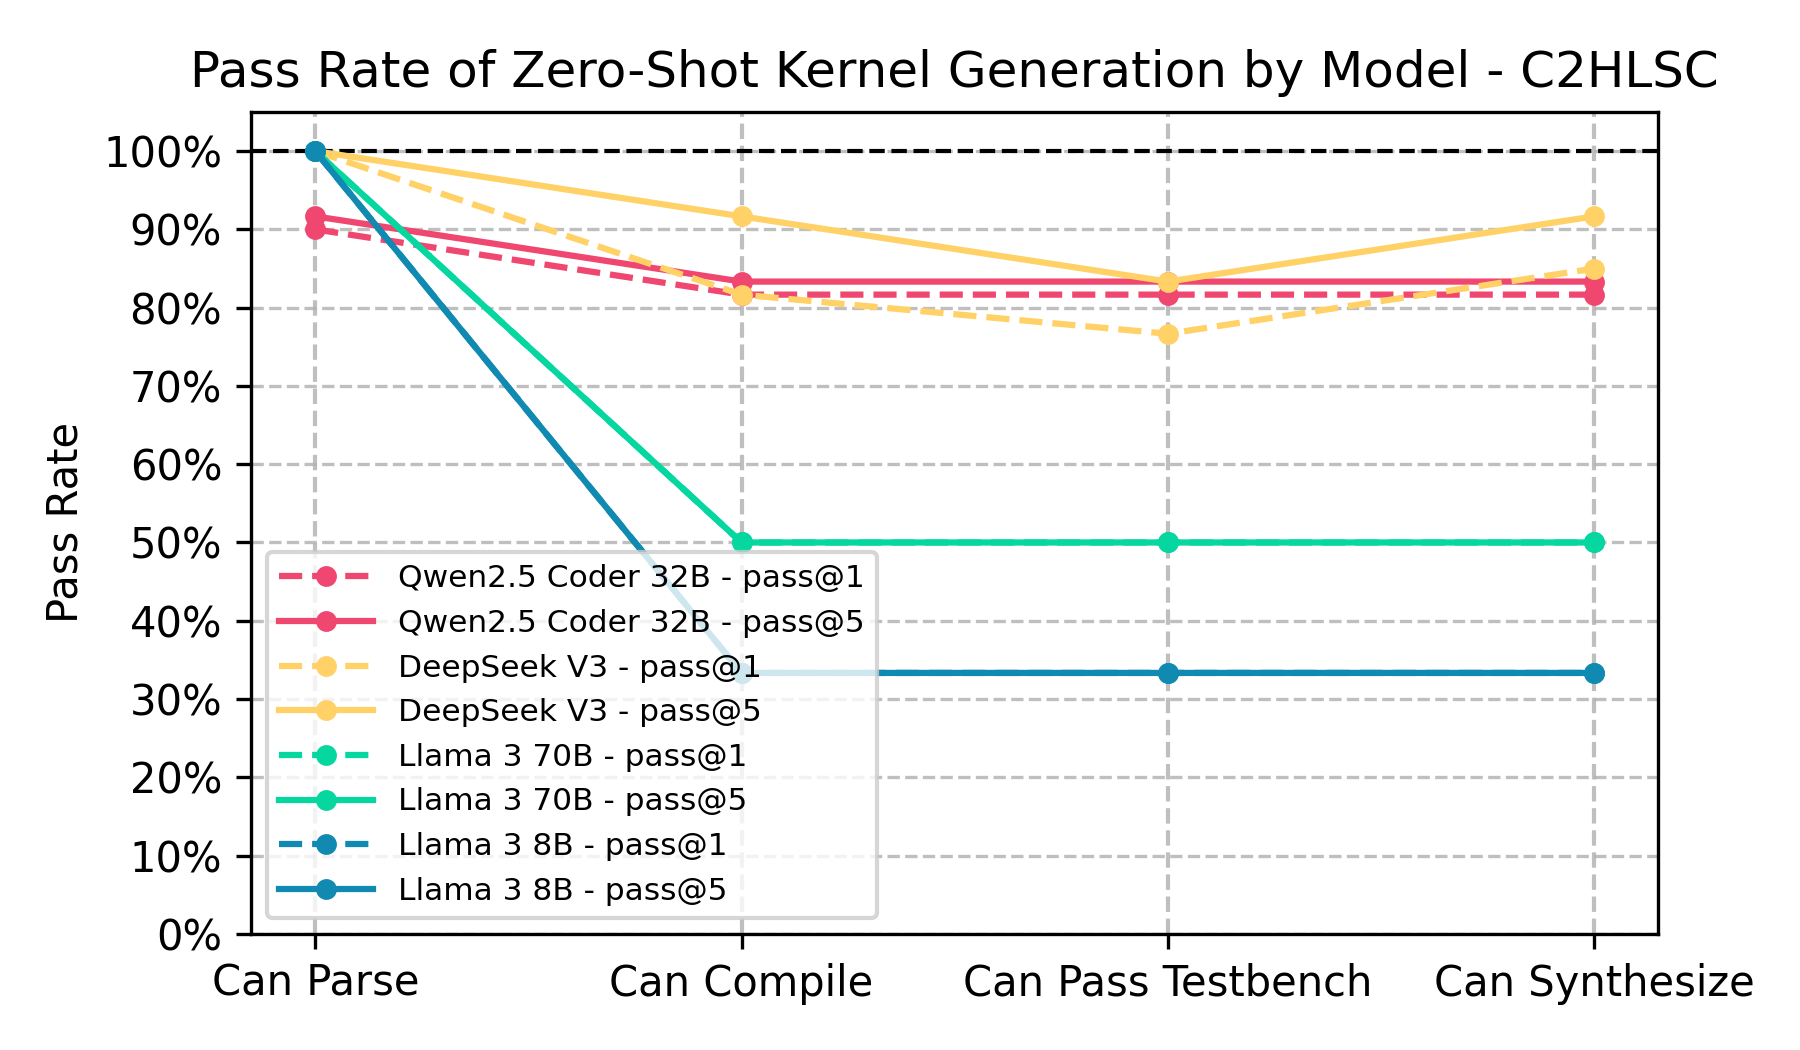 Pass Rate of Zero-Shot Kernel Generation by Model - C2HLSC
100%
90%
80%
70%
60%
50%
40%
30%
20%
10%
0%
Pass Rate
Qwen2.5 Coder 32B - pass@1
Qwen2.5 Coder 32B - pass@5
DeepSeek V3 - pass@1
DeepSeek V3 - pass@5
Llama 3 70B - pass@1
Llama 3 70B - pass@5
Llama 3 8B - pass@1
Llama 3 8B - pass@5
Can Parse
Can Compile
Can Pass Testbench
Can Synthesize